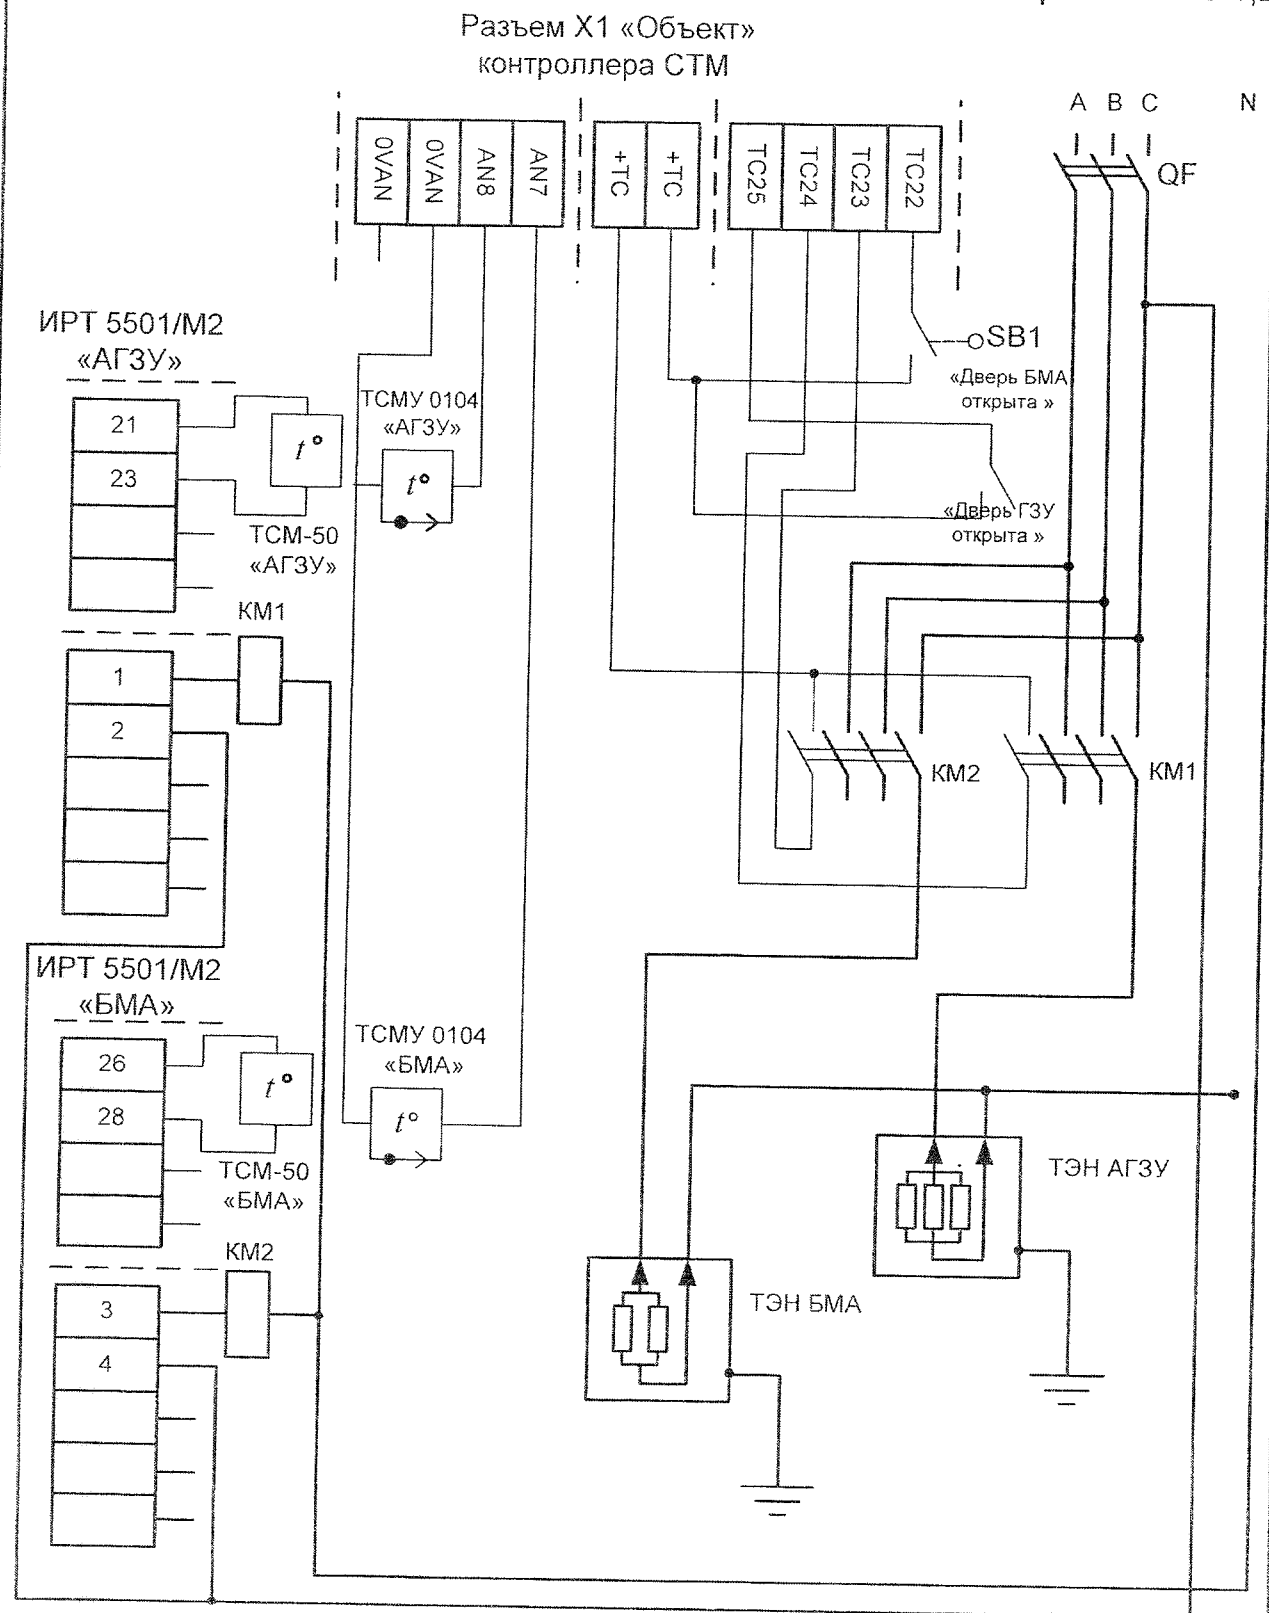 Разъем X1 «Объект»
контроллера СТМ
A B C N
0VAN
0VAN
AN8
AN7
+TC
+TC
TC25
TC24
TC23
TC22
QF
ИРТ 5501/М2
«АГЗУ»
21
23
t°
ТСМ-50
«АГЗУ»
ТСМУ 0104
«АГЗУ»
t°
SB1
«Дверь БМА
открыта »
«Дверь ГЗУ
открыта »
КМ1
1
2
КМ2
КМ1
ИРТ 5501/М2
«БМА»
26
28
t°
ТСМ-50
«БМА»
ТСМУ 0104
«БМА»
t°
ТЭН АГЗУ
КМ2
3
4
ТЭН БМА